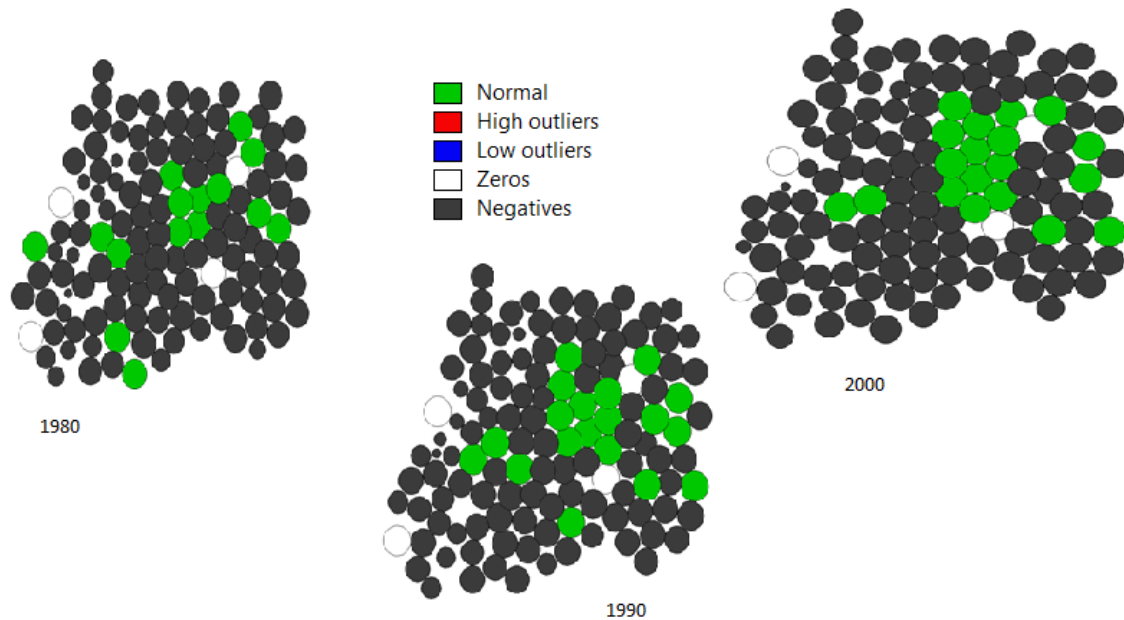 Normal
High outliers
Low outliers
Zeros
Negatives
1980
1990
2000